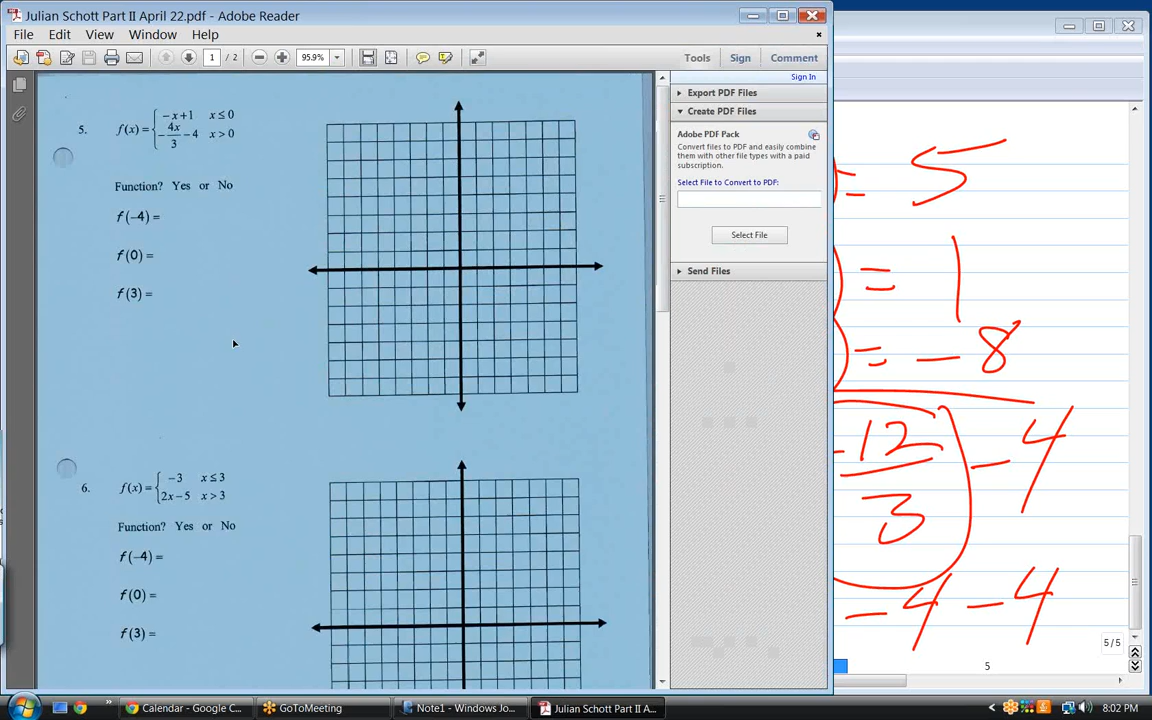 Julian Schott Part II April 22.pdf - Adobe Reader
File Edit View Window Help
1 / 2 95.9% Tools Sign Comment
Sign In
Export PDF Files
Create PDF Files
Adobe PDF Pack
Convert files to PDF and easily combine
them with other file types with a paid
subscription.
Select File to Convert to PDF:
Select File
Send Files
5. f(x) = { -x+1 x≤0
-4x/3 - 4 x>0
Function? Yes or No
f(-4) =
f(0) =
f(3) =
6. f(x) = { -3 x≤3
2x-5 x>3
Function? Yes or No
f(-4) =
f(0) =
f(3) =
= 5
) = 1
) = -8
-12/3) - 4
-4 - 4
5/5
5
Calendar - Google C... GoToMeeting Note1 - Windows Jo... Julian Schott Part II A... 8:02 PM